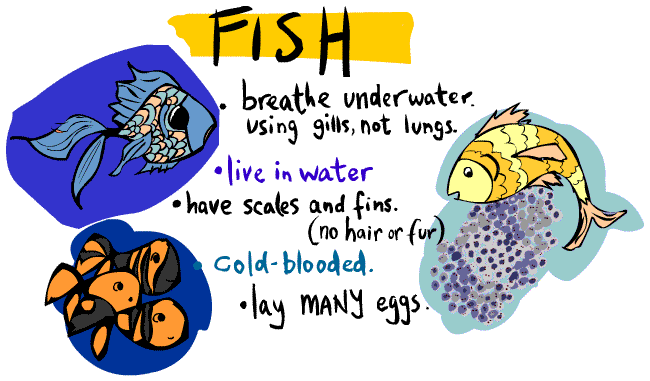 FISH
• breathe underwater.
using gills, not lungs.
• live in water
• have scales and fins.
(no hair or fur)
• cold-blooded.
• lay MANY eggs.